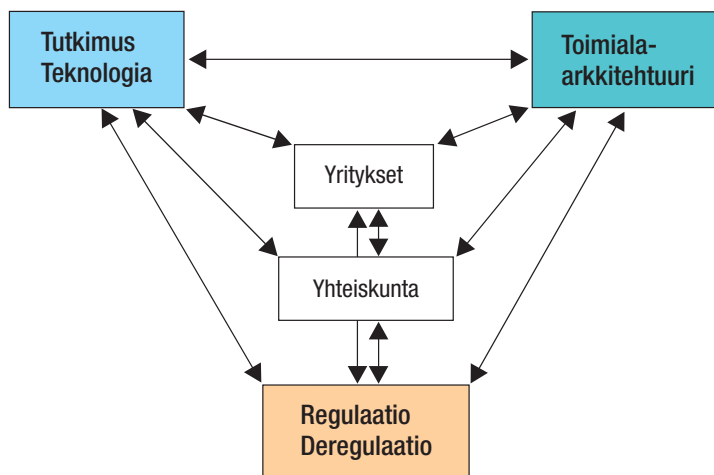 Tutkimus
Teknologia
Toimiala-
arkkitehtuuri
Yritykset
Yhteiskunta
Regulaatio
Deregulaatio